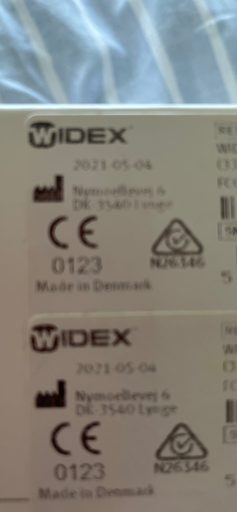 WIDEX
2021-05-04
Nymoellevej 6
DK-3540 Lynge
CE
0123
N26346
Made in Denmark
WIDEX
2021-05-04
Nymoellevej 6
DK-3540 Lynge
CE
0123
N26346
Made in Denmark